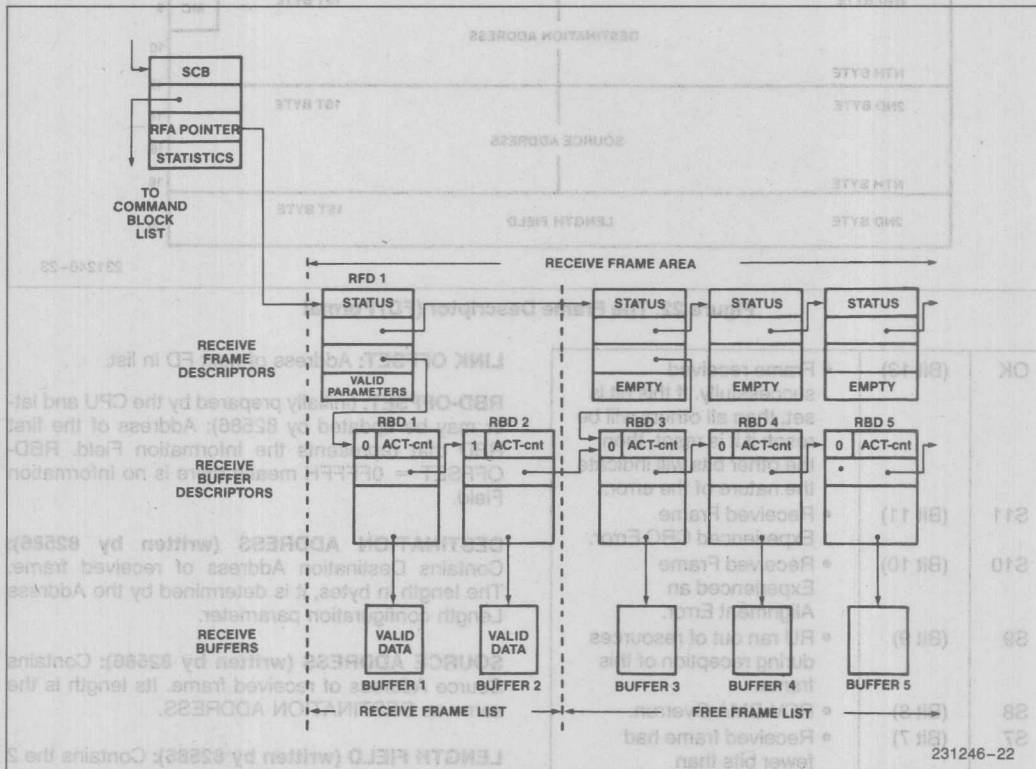 SCB
RFA POINTER
STATISTICS
TO
COMMAND
BLOCK
LIST
RECEIVE FRAME AREA
RFD 1
STATUS STATUS STATUS STATUS
RECEIVE
FRAME
DESCRIPTORS
VALID
PARAMETERS
EMPTY EMPTY EMPTY
RBD 1 RBD 2 RBD 3 RBD 4 RBD 5
0 ACT-cnt 1 ACT-cnt 0 ACT-cnt 0 ACT-cnt 0 ACT-cnt
RECEIVE
BUFFER
DESCRIPTORS
RECEIVE
BUFFERS
VALID
DATA
VALID
DATA
BUFFER 1 BUFFER 2 BUFFER 3 BUFFER 4 BUFFER 5
RECEIVE FRAME LIST FREE FRAME LIST
231246-22